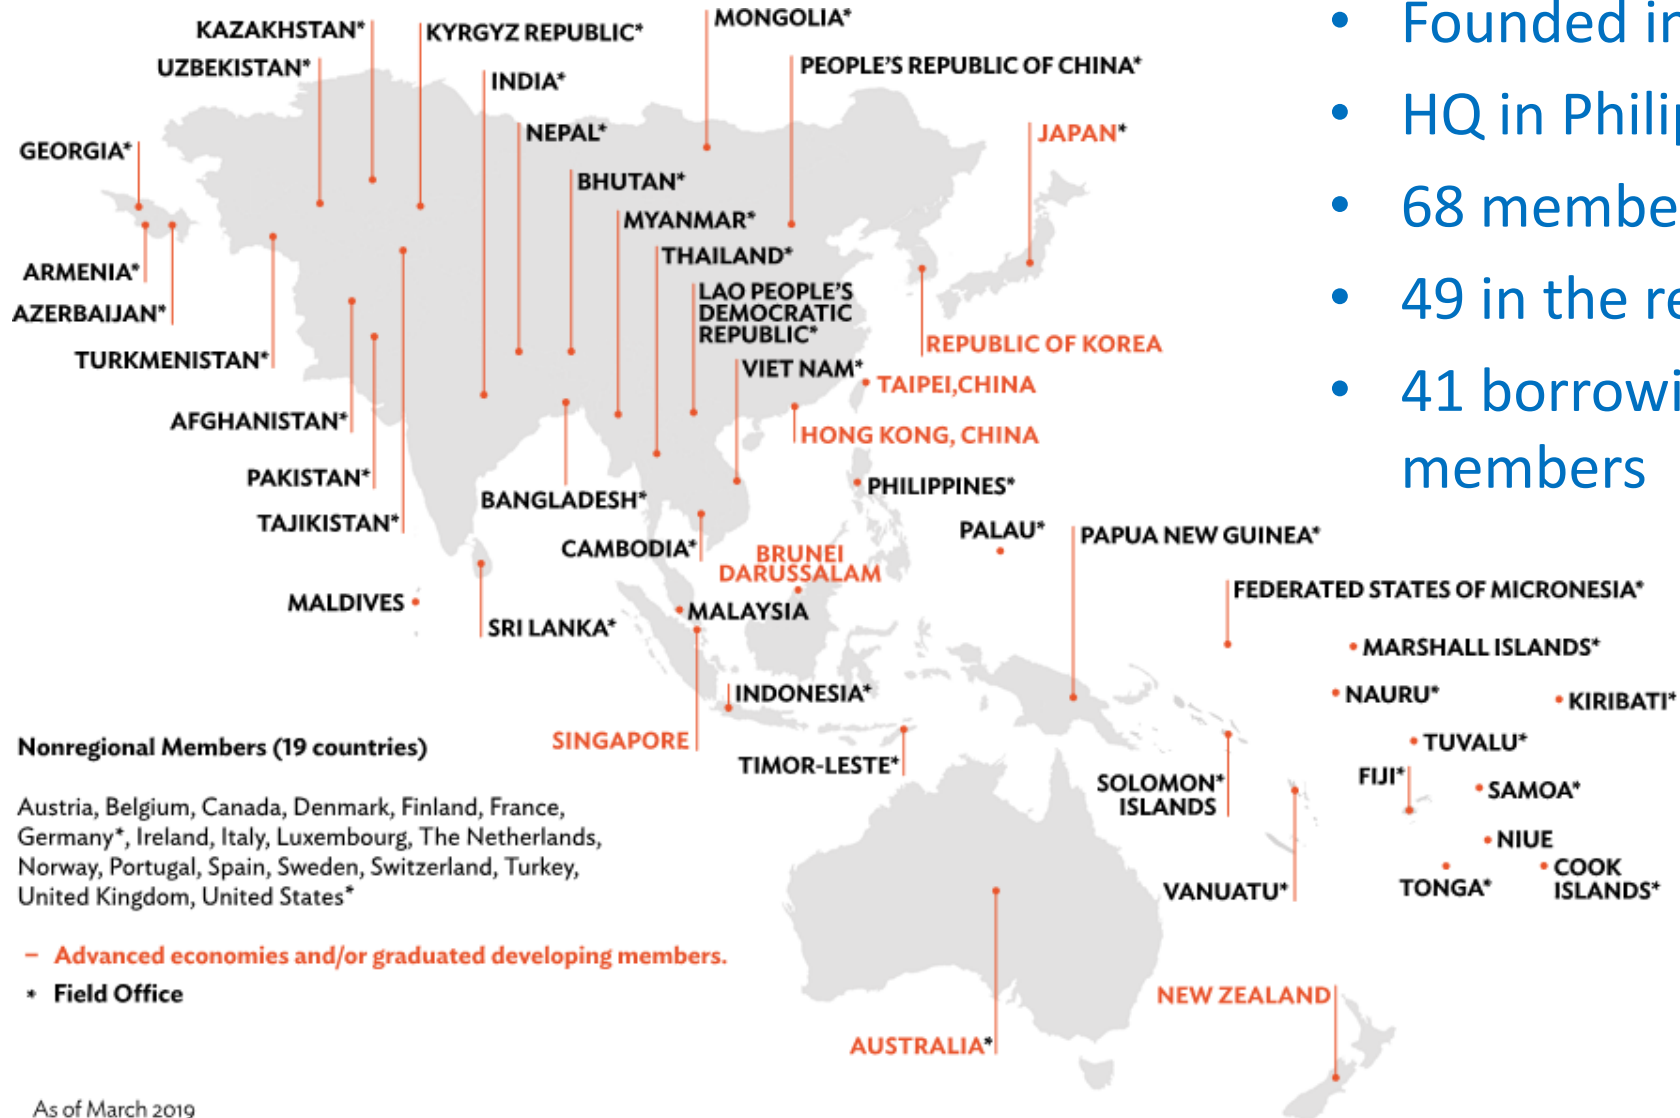 KAZAKHSTAN*
KYRGYZ REPUBLIC*
MONGOLIA*
UZBEKISTAN*
INDIA*
PEOPLE'S REPUBLIC OF CHINA*
NEPAL*
JAPAN*
GEORGIA*
BHUTAN*
MYANMAR*
THAILAND*
ARMENIA*
LAO PEOPLE'S
DEMOCRATIC
REPUBLIC*
AZERBAIJAN*
REPUBLIC OF KOREA
TURKMENISTAN*
VIET NAM*
TAIPEI,CHINA
AFGHANISTAN*
HONG KONG, CHINA
PAKISTAN*
BANGLADESH*
PHILIPPINES*
TAJIKISTAN*
CAMBODIA*
BRUNEI
DARUSSALAM
PALAU*
PAPUA NEW GUINEA*
FEDERATED STATES OF MICRONESIA*
MALDIVES
SRI LANKA*
MALAYSIA
MARSHALL ISLANDS*
INDONESIA*
NAURU*
KIRIBATI*
SINGAPORE
TIMOR-LESTE*
TUVALU*
SOLOMON*
ISLANDS
FIJI*
SAMOA*
NIUE
VANUATU*
TONGA*
COOK
ISLANDS*
NEW ZEALAND
AUSTRALIA*
Nonregional Members (19 countries)
Austria, Belgium, Canada, Denmark, Finland, France,
Germany*, Ireland, Italy, Luxembourg, The Netherlands,
Norway, Portugal, Spain, Sweden, Switzerland, Turkey,
United Kingdom, United States*
– Advanced economies and/or graduated developing members.
* Field Office
As of March 2019
• Founded
• HQ in
• 68
• 49 in the
• 41
members